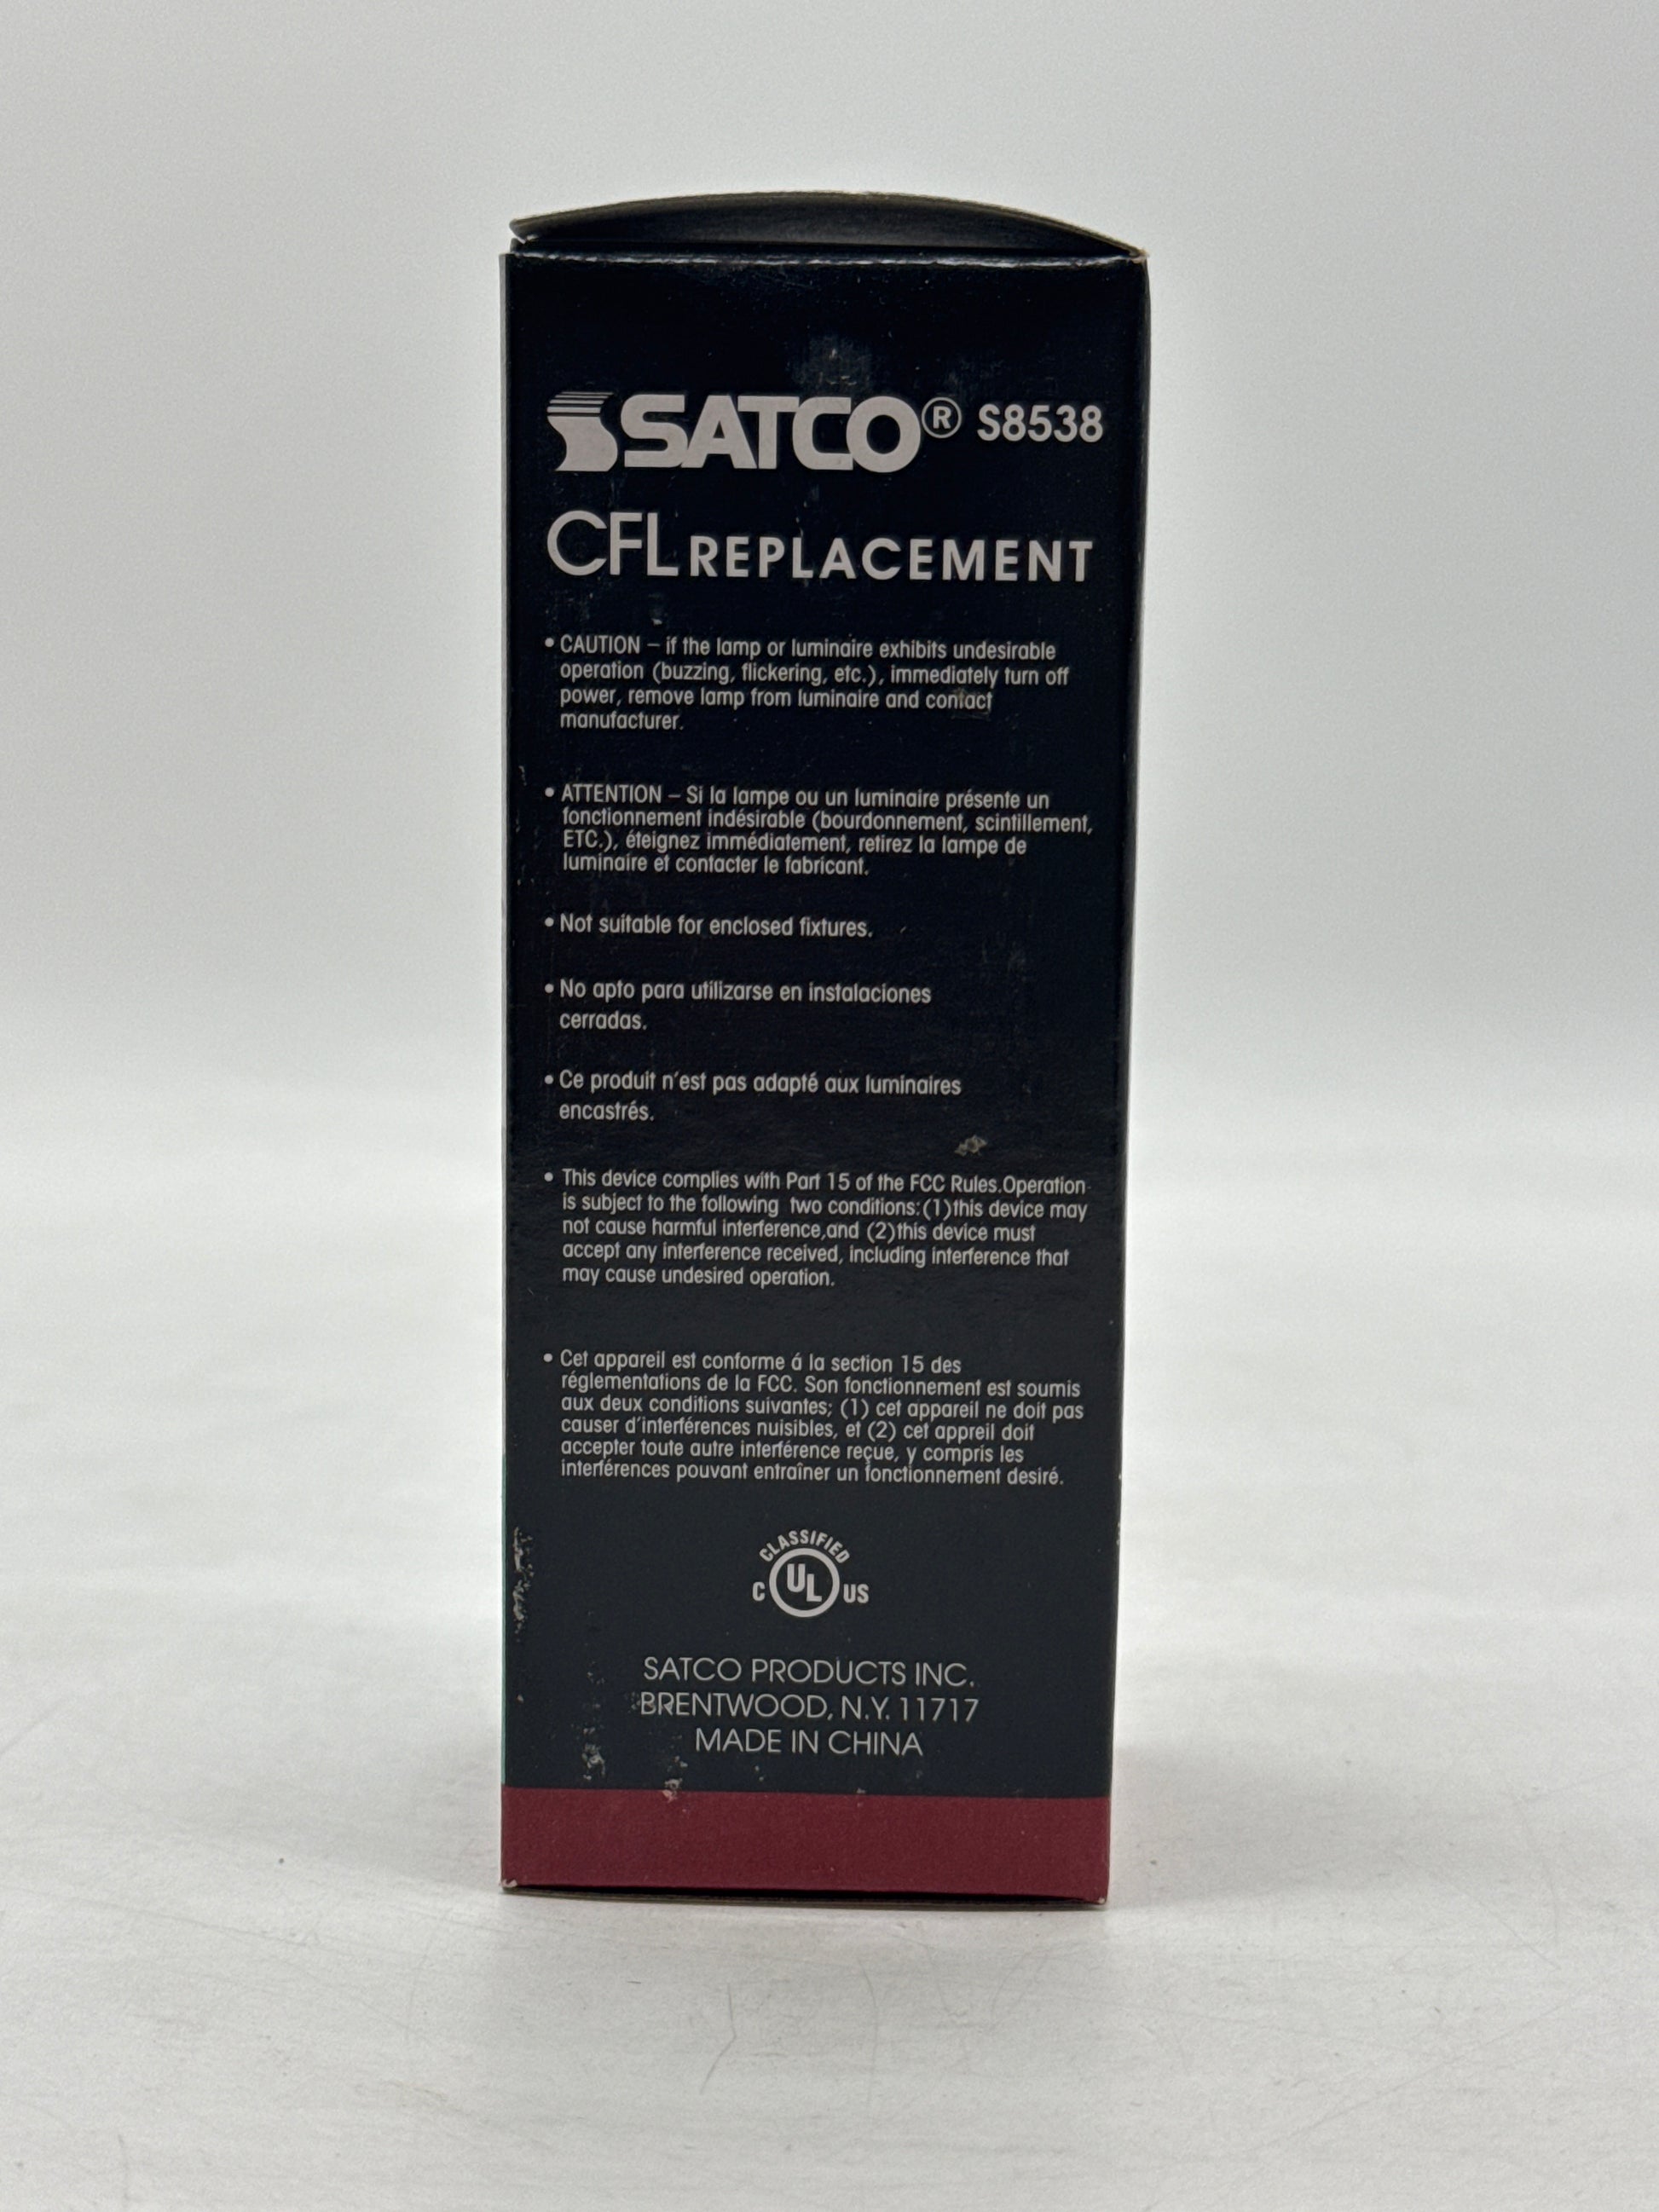 SATCO® S8538
CFL REPLACEMENT
• CAUTION – if the lamp or luminaire exhibits undesirable
operation (buzzing, flickering, etc.), immediately turn off
power, remove lamp from luminaire and contact
manufacturer.
• ATTENTION – Si la lampe ou un luminaire présente un
fonctionnement indésirable (bourdonnement, scintillement,
ETC.), éteignez immédiatement, retirez la lampe de
luminaire et contacter le fabricant.
• Not suitable for enclosed fixtures.
• No apto para utilizarse en instalaciones
cerradas.
• Ce produit n'est pas adapté aux luminaires
encastrés.
• This device complies with Part 15 of the FCC Rules.Operation
is subject to the following two conditions:(1)this device may
not cause harmful interference,and (2)this device must
accept any interference received, including interference that
may cause undesired operation.
• Cet appareil est conforme á la section 15 des
réglementations de la FCC. Son fonctionnement est soumis
aux deux conditions suivantes; (1) cet appareil ne doit pas
causer d'interférences nuisibles, et (2) cet appreil doit
accepter toute autre interférence reçue, y compris les
interférences pouvant entraîner un fonctionnement desiré.
CLASSIFIED
C UL US
SATCO PRODUCTS INC.
BRENTWOOD, N.Y. 11717
MADE IN CHINA